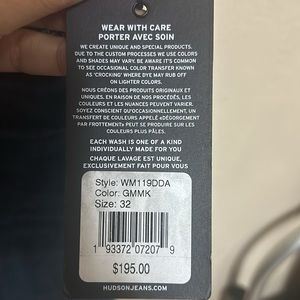 WEAR WITH CARE
PORTER AVEC SOIN
WE CREATE UNIQUE AND SPECIAL PRODUCTS.
DUE TO THE CUSTOM PROCESSES WE USE COLORS
AND SHADES MAY VARY. BE AWARE IT IS COMMON
TO SEE OCCASIONAL COLOR TRANSFER KNOWN
AS 'CROCKING' WHERE DYE MAY RUB OFF
ON LIGHTER COLORS.
NOUS CRÉONS DES PRODUITS ORIGINAUX ET
UNIQUES. EN RAISON DE NOS PROCÉDÉS, LES
COULEURS ET LES NUANCES PEUVENT VARIER.
SOYEZ CONSCIENT QU'OCCASIONNELLEMENT, UN
TRANSFERT DE COULEURS APPELÉ «DÉGORGEMENT
PAR FROTTEMENT» PEUT SE PRODUIRE SUR LES
COULEURS PLUS PÂLES.
EACH WASH IS ONE OF A KIND
INDIVIDUALLY MADE FOR YOU
CHAQUE LAVAGE EST UNIQUE,
EXCLUSIVEMENT FAIT POUR VOUS
Style: WM119DDA
Color: GMMK
Size: 32
1 93372 07207 9
$195.00
HUDSONJEANS.COM